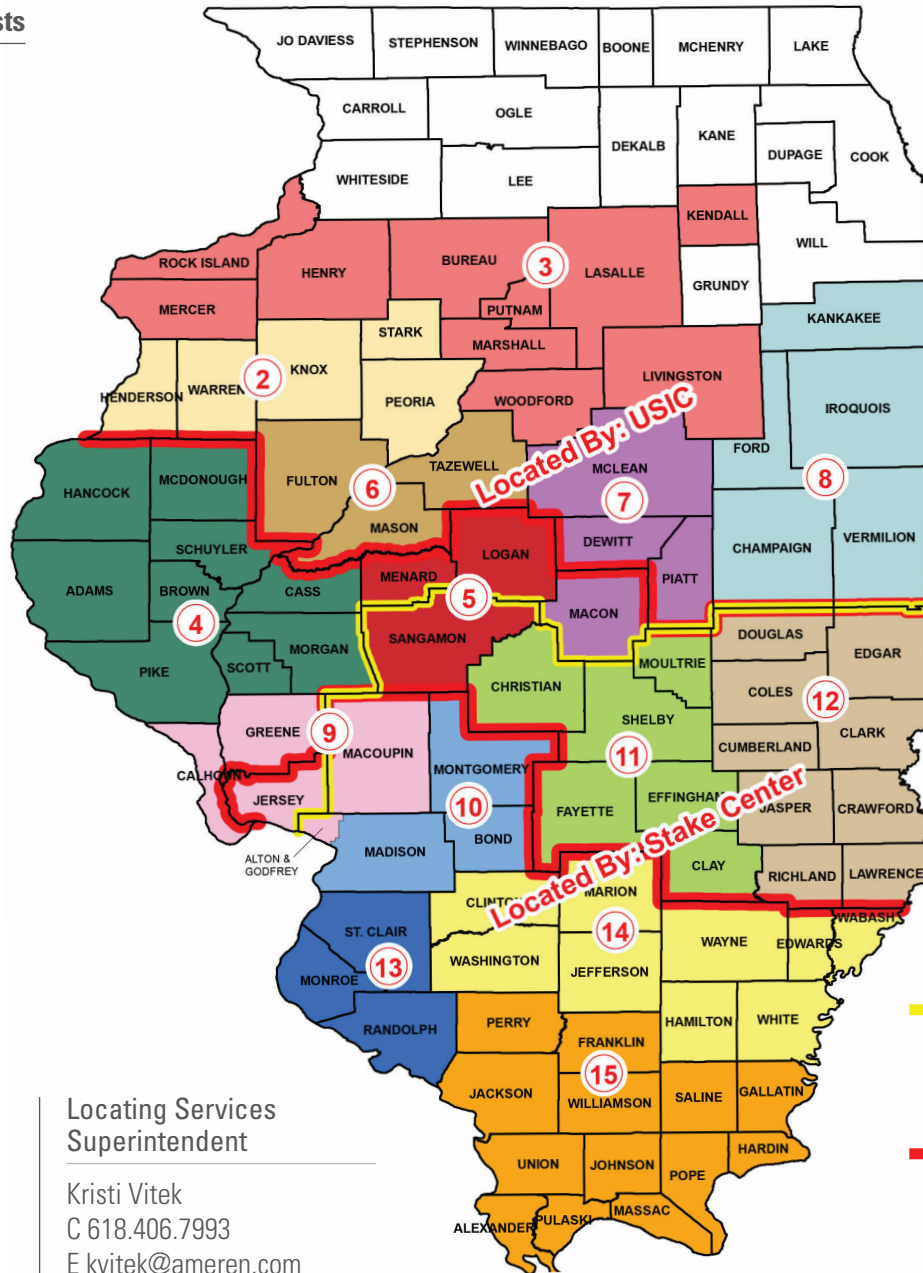 sts
JO DAVIESS
STEPHENSON
WINNEBAGO
BOONE
MCHENRY
LAKE
CARROLL
OGLE
DEKALB
KANE
DUPAGE
COOK
WHITESIDE
LEE
KENDALL
WILL
ROCK ISLAND
HENRY
BUREAU
3
LASALLE
GRUNDY
MERCER
PUTNAM
KANKAKEE
STARK
MARSHALL
2
KNOX
HENDERSON
WARREN
PEORIA
WOODFORD
LIVINGSTON
IROQUOIS
FORD
Located By: USIC
HANCOCK
MCDONOUGH
FULTON
6
TAZEWELL
MCLEAN
7
8
MASON
SCHUYLER
LOGAN
DEWITT
CHAMPAIGN
VERMILION
ADAMS
BROWN
CASS
MENARD
5
PIATT
4
MACON
SANGAMON
DOUGLAS
EDGAR
PIKE
SCOTT
MORGAN
CHRISTIAN
MOULTRIE
COLES
12
GREENE
9
SHELBY
CLARK
CALHOUN
MACOUPIN
MONTGOMERY
11
CUMBERLAND
JERSEY
10
FAYETTE
EFFINGHAM
JASPER
CRAWFORD
ALTON &
GODFREY
MADISON
BOND
CLAY
RICHLAND
LAWRENCE
Located By: Stake Center
CLINTON
MARION
WABASH
ST. CLAIR
14
WAYNE
EDWARDS
13
WASHINGTON
JEFFERSON
MONROE
RANDOLPH
PERRY
FRANKLIN
HAMILTON
WHITE
15
JACKSON
WILLIAMSON
SALINE
GALLATIN
UNION
JOHNSON
POPE
HARDIN
ALEXANDER
PULASKI
MASSAC
Locating Services
Superintendent
Kristi Vitek
C 618.406.7993
E kvitek@ameren.com